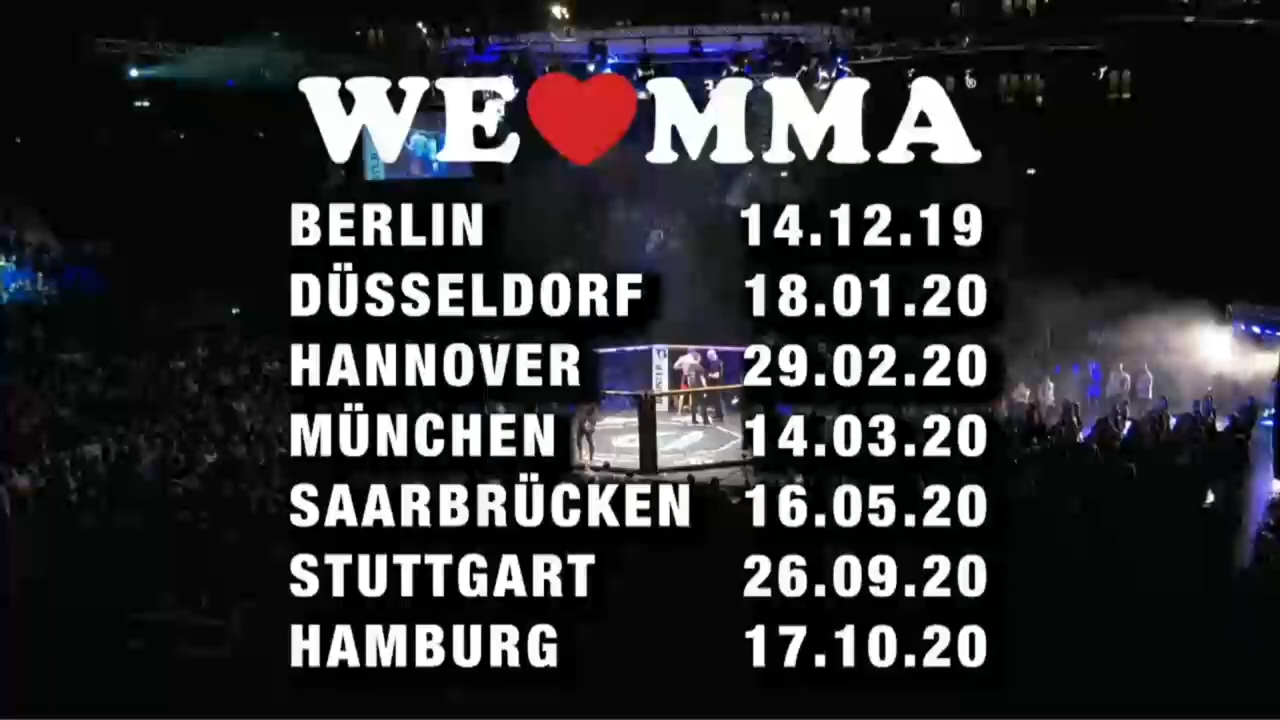 WE ❤ MMA
BERLIN 14.12.19
DÜSSELDORF 18.01.20
HANNOVER 29.02.20
MÜNCHEN 14.03.20
SAARBRÜCKEN 16.05.20
STUTTGART 26.09.20
HAMBURG 17.10.20